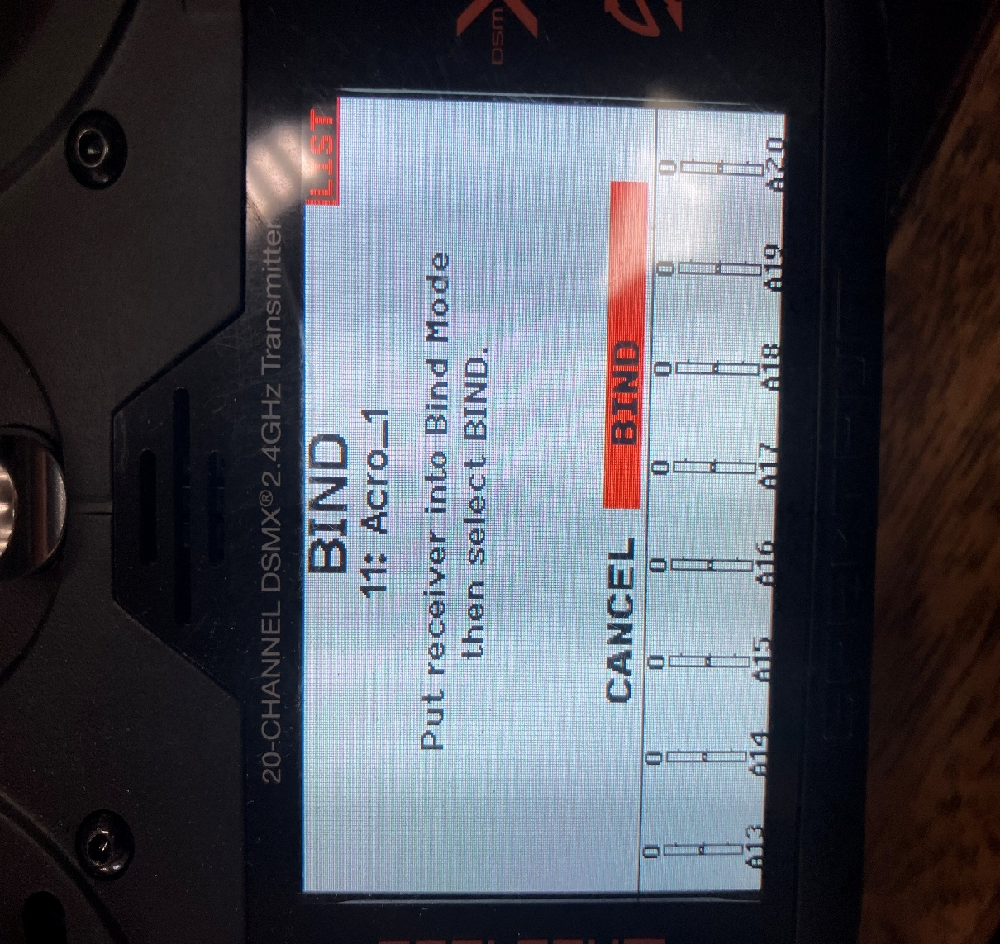 DSM
20-CHANNEL DSMX® 2.4GHz Transmitter
BIND
LIST
11: Acro_1
Put receiver into Bind Mode
then select BIND.
CANCEL
BIND
0 0 0 0 0 0 0 0
A13 A14 A15 A16 A17 A18 A19 A20